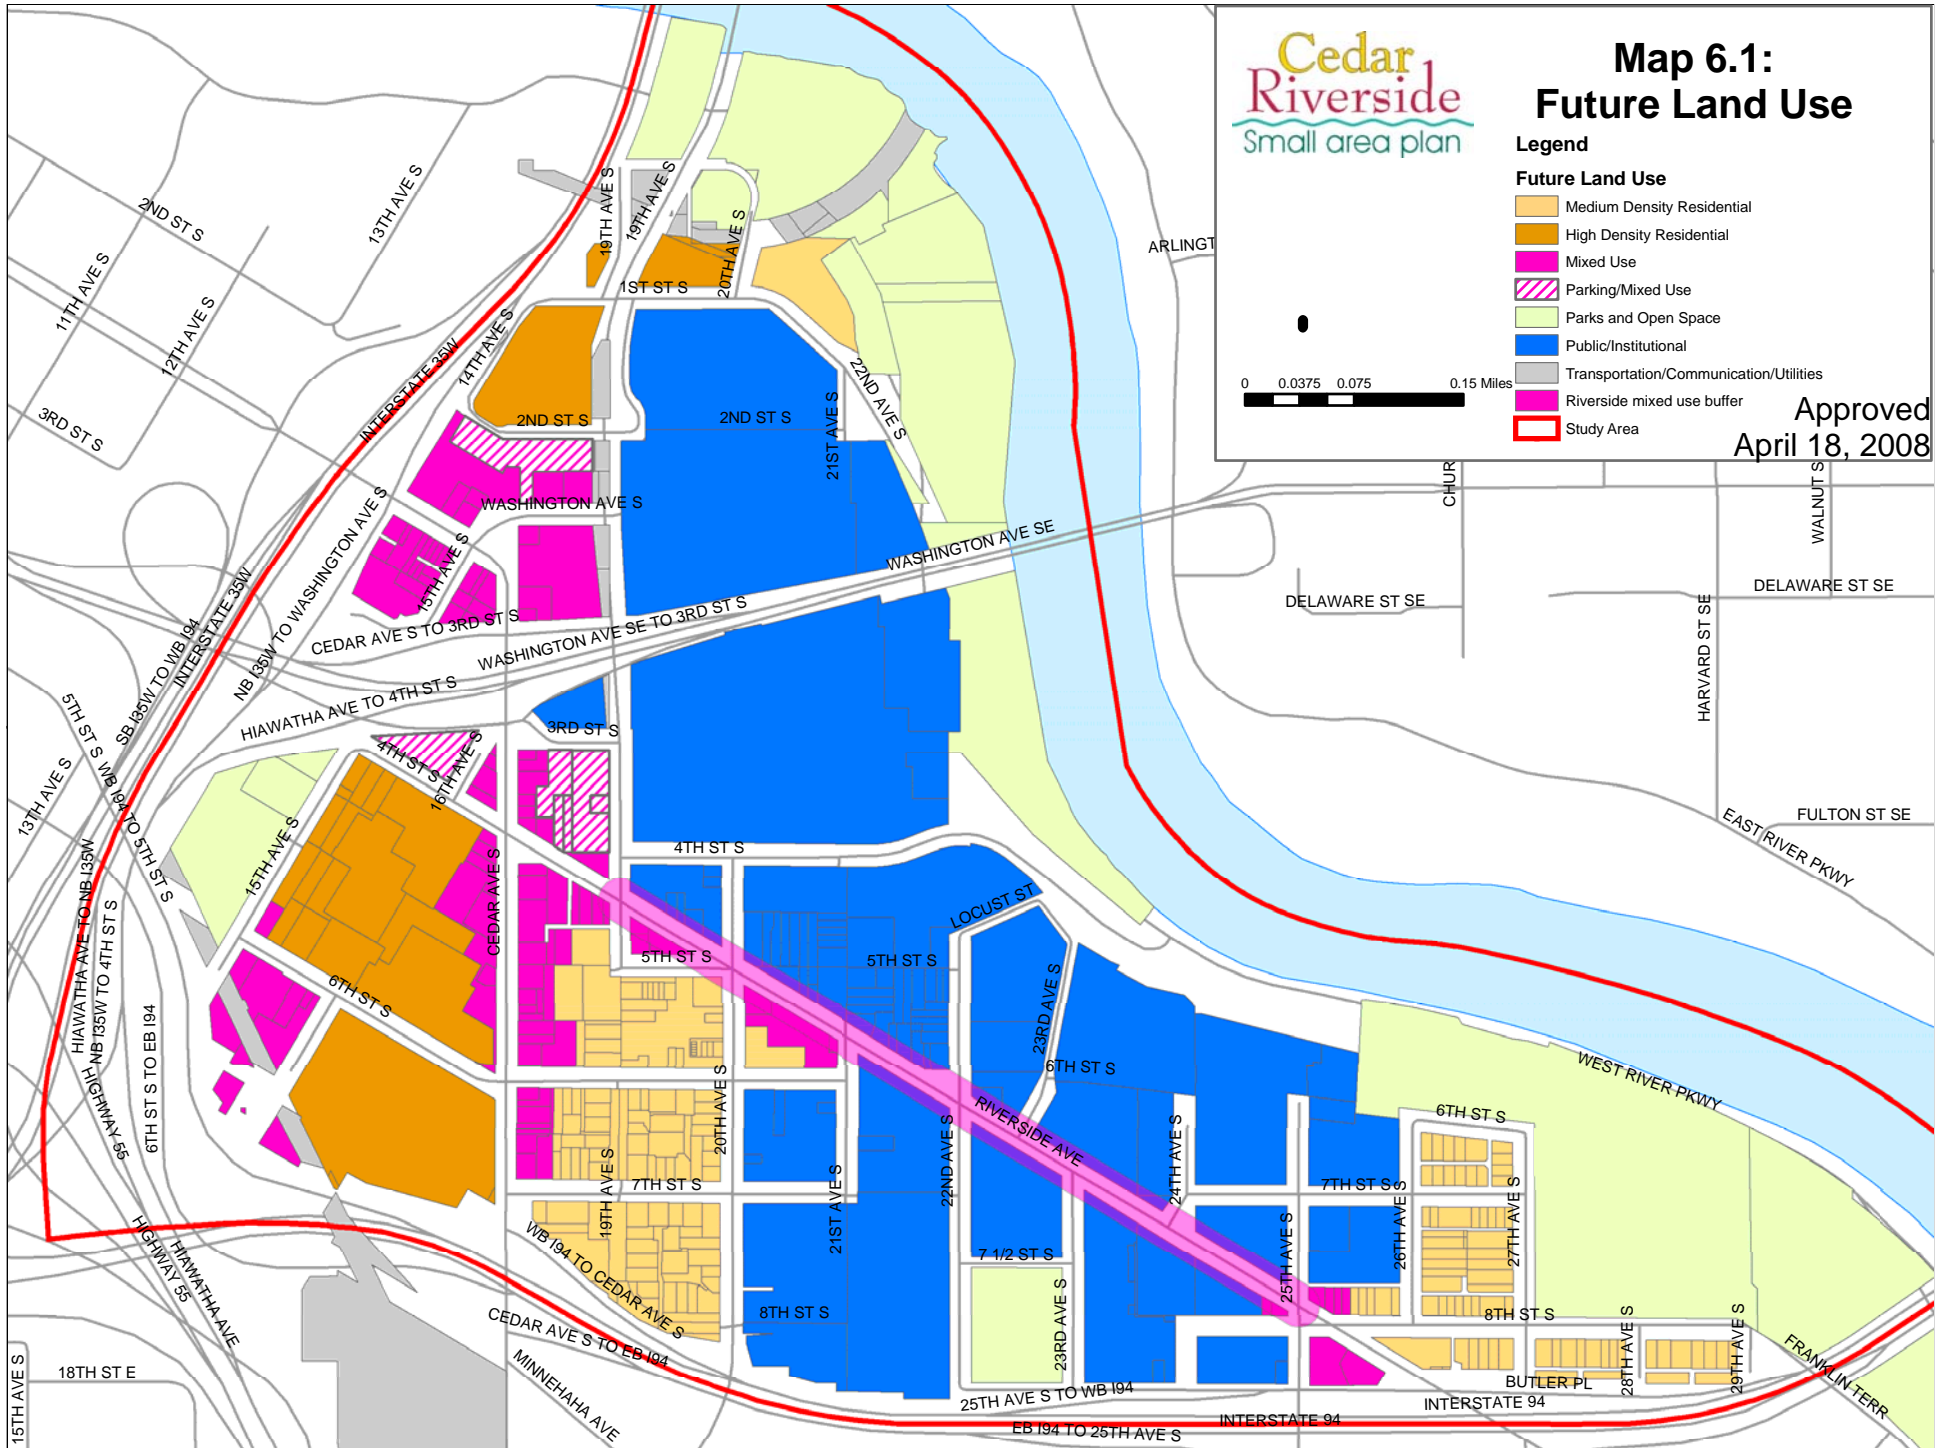 Cedar
Riverside
Small area plan
Map 6.1:
Future Land Use
Legend
Future Land Use
Medium Density Residential
High Density Residential
Mixed Use
Parking/Mixed Use
Parks and Open Space
Public/Institutional
Transportation/Communication/Utilities
Riverside mixed use buffer
Study Area
0 0.0375 0.075 0.15 Miles
Approved
April 18, 2008
2ND ST S
13TH AVE S
11TH AVE S
12TH AVE S
3RD ST S
19TH AVE S
19TH AVE S
20TH AVE S
1ST ST S
14TH AVE S
INTERSTATE 35W
2ND ST S
2ND ST S
21ST AVE S
22ND AVE S
ARLINGT
CHUR
WALNUT S
WASHINGTON AVE S
15TH AVE S
NB I35W TO WASHINGTON AVE S
WASHINGTON AVE SE
CEDAR AVE S TO 3RD ST S
WASHINGTON AVE SE TO 3RD ST S
DELAWARE ST SE
DELAWARE ST SE
HARVARD ST SE
INTERSTATE 35W
SB I35W TO WB I94
HIAWATHA AVE TO 4TH ST S
5TH ST S
WB I94 TO 5TH ST S
13TH AVE S
3RD ST S
4TH ST S
16TH AVE S
15TH AVE S
FULTON ST SE
EAST RIVER PKWY
4TH ST S
CEDAR AVE S
HIAWATHA AVE TO NB I35W
NB I35W TO 4TH ST S
LOCUST ST
5TH ST S
5TH ST S
6TH ST S
23RD AVE S
6TH ST S TO EB I94
HIGHWAY 55
6TH ST S
WEST RIVER PKWY
RIVERSIDE AVE
6TH ST S
20TH AVE S
22ND AVE S
24TH AVE S
19TH AVE S
7TH ST S
21ST AVE S
7TH ST S
26TH AVE S
27TH AVE S
25TH AVE S
HIGHWAY 55
HIAWATHA AVE
WB I94 TO CEDAR AVE S
7 1/2 ST S
23RD AVE S
8TH ST S
8TH ST S
CEDAR AVE S TO EB I94
28TH AVE S
29TH AVE S
FRANKLIN TERR
MINNEHAHA AVE
15TH AVE S
18TH ST E
BUTLER PL
25TH AVE S TO WB I94
INTERSTATE 94
INTERSTATE 94
EB I94 TO 25TH AVE S